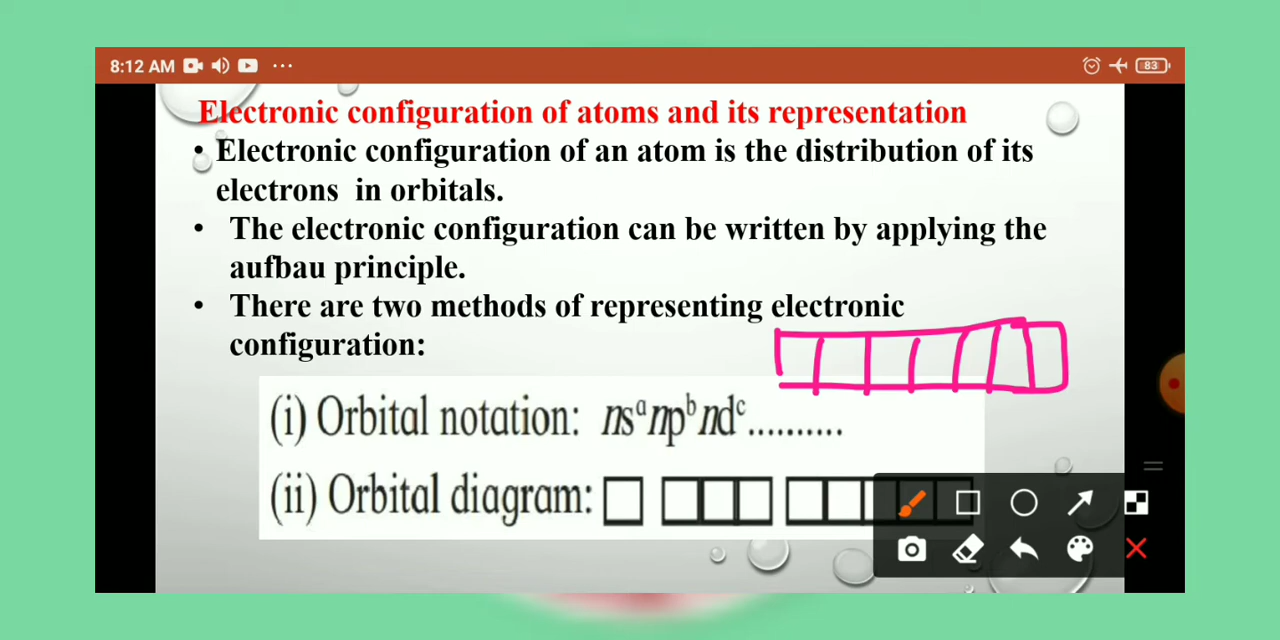 8:12 AM ...
83
Electronic configuration of atoms and its representation
• Electronic configuration of an atom is the distribution of its
electrons in orbitals.
• The electronic configuration can be written by applying the
aufbau principle.
• There are two methods of representing electronic
configuration:
(i) Orbital notation: nsᵃnpᵇndᶜ..........
(ii) Orbital diagram: